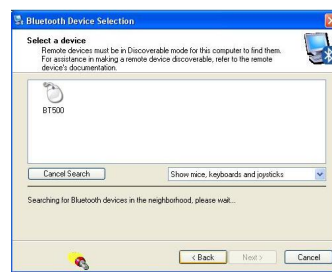 Bluetooth Device Selection
Select a device
Remote devices must be in Discoverable mode for this computer to find them.
For assistance in making a remote device discoverable, refer to the remote
device's documentation.
BT500
Cancel Search
Show mice, keyboards and joysticks
Searching for Bluetooth devices in the neighborhood, please wait...
< Back
Next >
Cancel